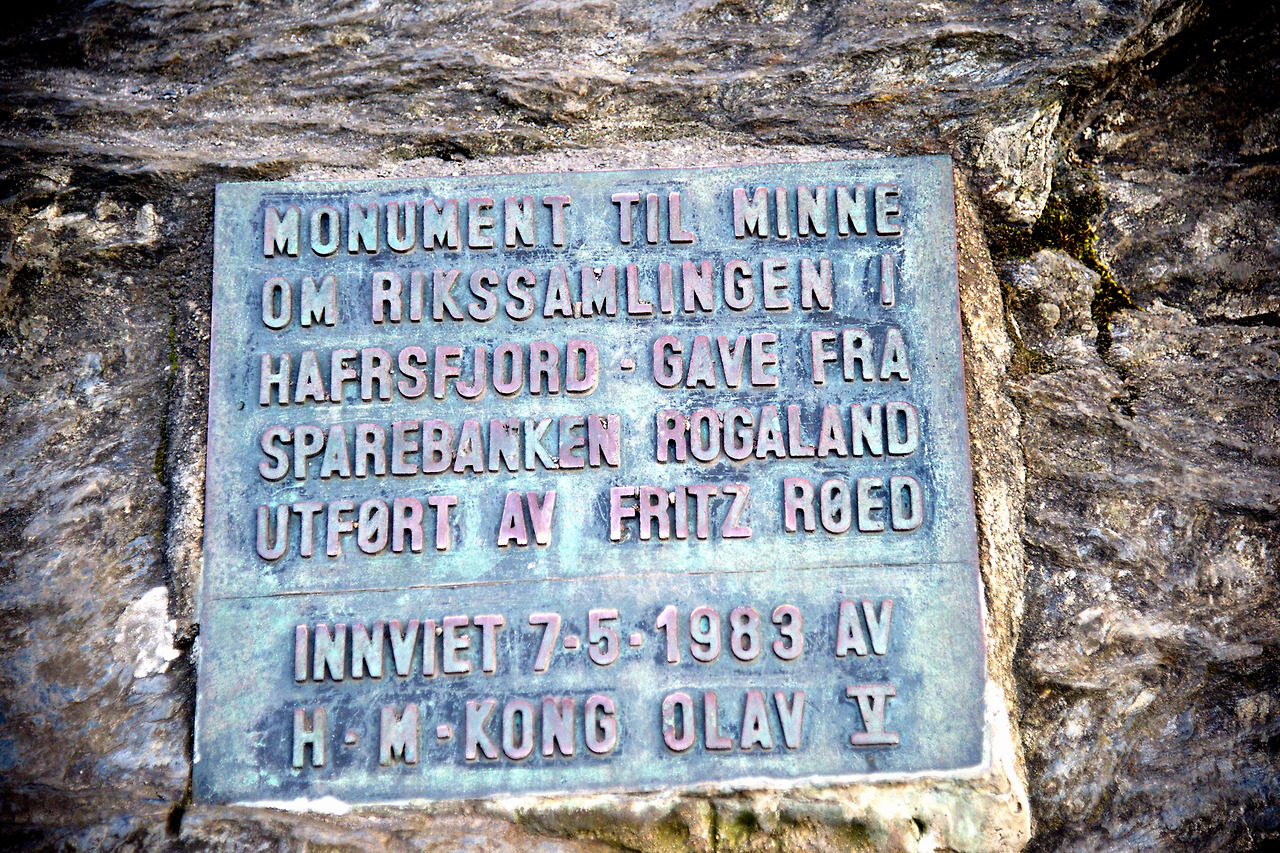 MONUMENT TIL MINNE
OM RIKSSAMLINGEN I
HAFRSFJORD · GAVE FRA
SPAREBANKEN ROGALAND
UTFØRT AV FRITZ RØED
INNVIET 7·5·1983 AV
H·M·KONG OLAV V